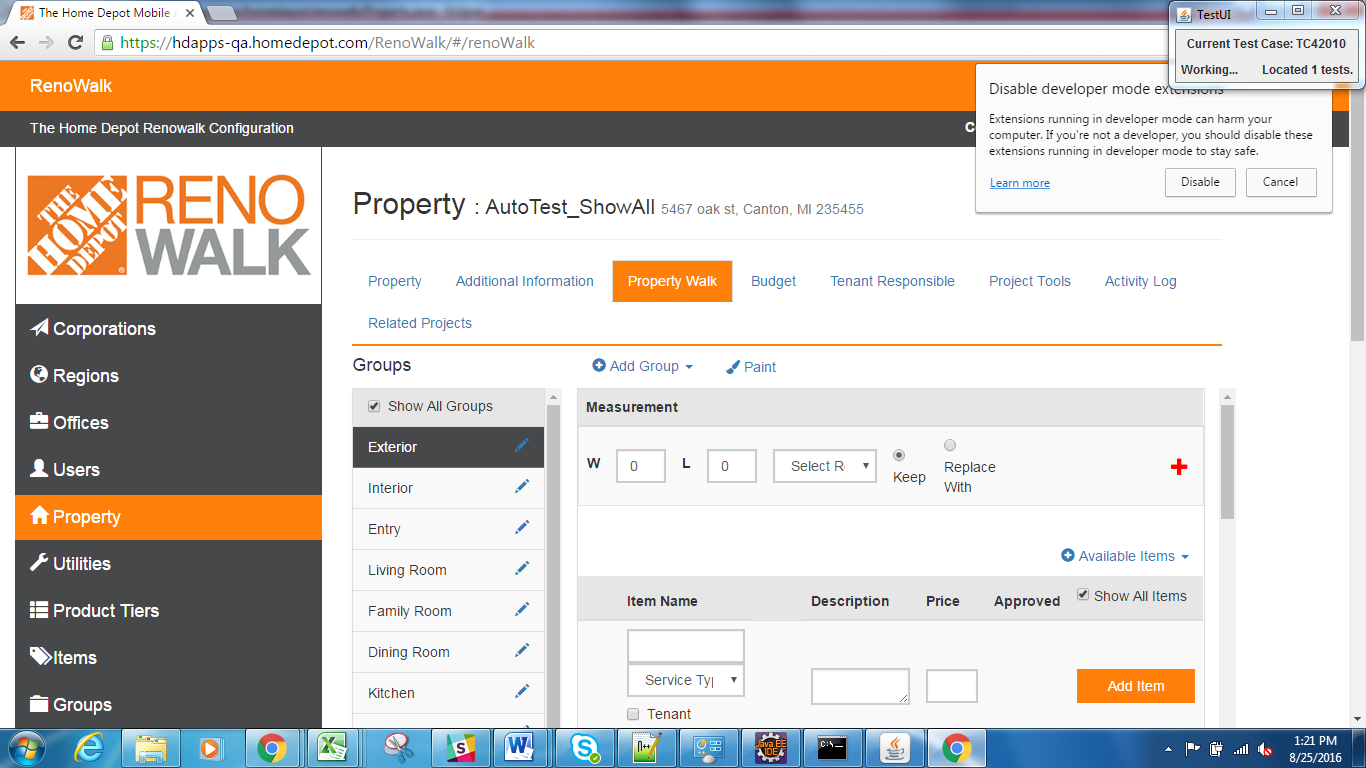 The Home Depot Mobile
TestUI
https://hdapps-qa.homedepot.com/RenoWalk/#/renoWalk
Current Test Case: TC42010
Working... Located 1 tests.
RenoWalk
Disable developer mode extensions
The Home Depot Renowalk Configuration
Extensions running in developer mode can harm your
computer. If you're not a developer, you should disable these
extensions running in developer mode to stay safe.
Learn more Disable Cancel
THE HOME DEPOT
RENO
WALK
Property : AutoTest_ShowAll 5467 oak st, Canton, MI 235455
Property Additional Information Property Walk Budget Tenant Responsible Project Tools Activity Log
Related Projects
Corporations
Regions
Offices
Users
Property
Utilities
Product Tiers
Items
Groups
Groups
Add Group Paint
Show All Groups
Exterior
Interior
Entry
Living Room
Family Room
Dining Room
Kitchen
Measurement
W 0 L 0 Select Re Keep Replace
With
Available Items
Item Name Description Price Approved Show All Items
Service Typ
Add Item
Tenant
Java EE
IDE
C:\_
1:21 PM
8/25/2016